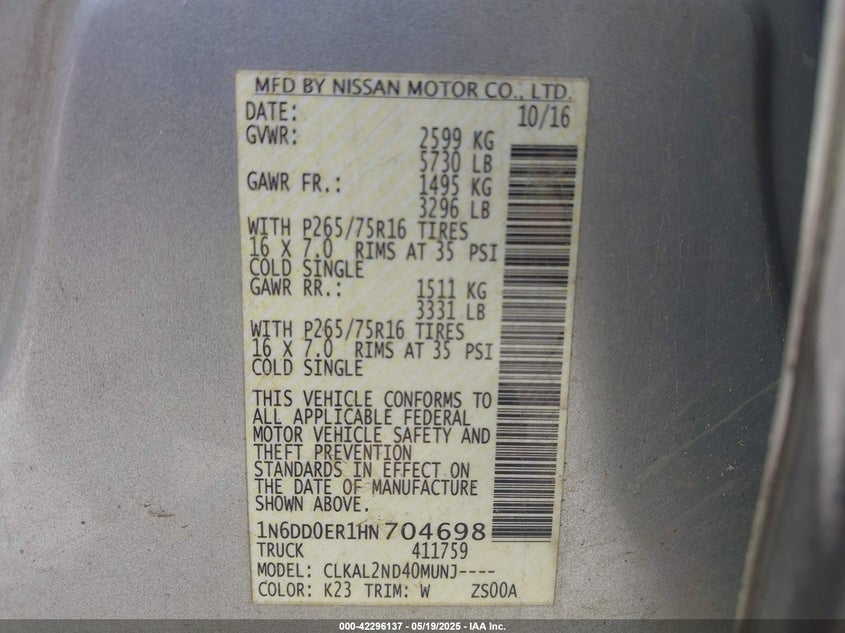 MFD BY NISSAN MOTOR CO., LTD.
DATE: 10/16
GVWR: 2599 KG
5730 LB
GAWR FR.: 1495 KG
3296 LB
WITH P265/75R16 TIRES
16 X 7.0 RIMS AT 35 PSI
COLD SINGLE
GAWR RR.: 1511 KG
3331 LB
WITH P265/75R16 TIRES
16 X 7.0 RIMS AT 35 PSI
COLD SINGLE
THIS VEHICLE CONFORMS TO
ALL APPLICABLE FEDERAL
MOTOR VEHICLE SAFETY AND
THEFT PREVENTION
STANDARDS IN EFFECT ON
THE DATE OF MANUFACTURE
SHOWN ABOVE.
1N6DD0ER1HN704698
TRUCK 411759
MODEL: CLKAL2ND40MUNJ----
COLOR: K23 TRIM: W ZS00A
000-42296137 - 05/19/2025 - IAA Inc.